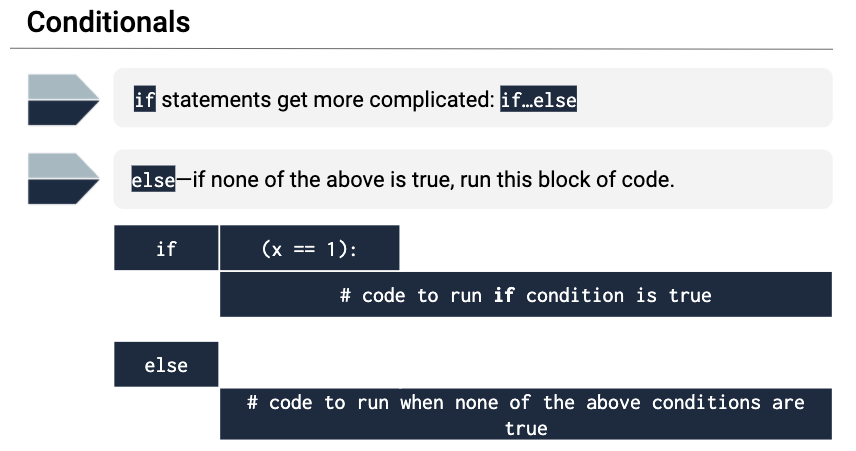 Conditionals
if statements get more complicated: if…else
else—if none of the above is true, run this block of code.
if (x == 1):
# code to run if condition is true
else
# code to run when none of the above conditions are
true